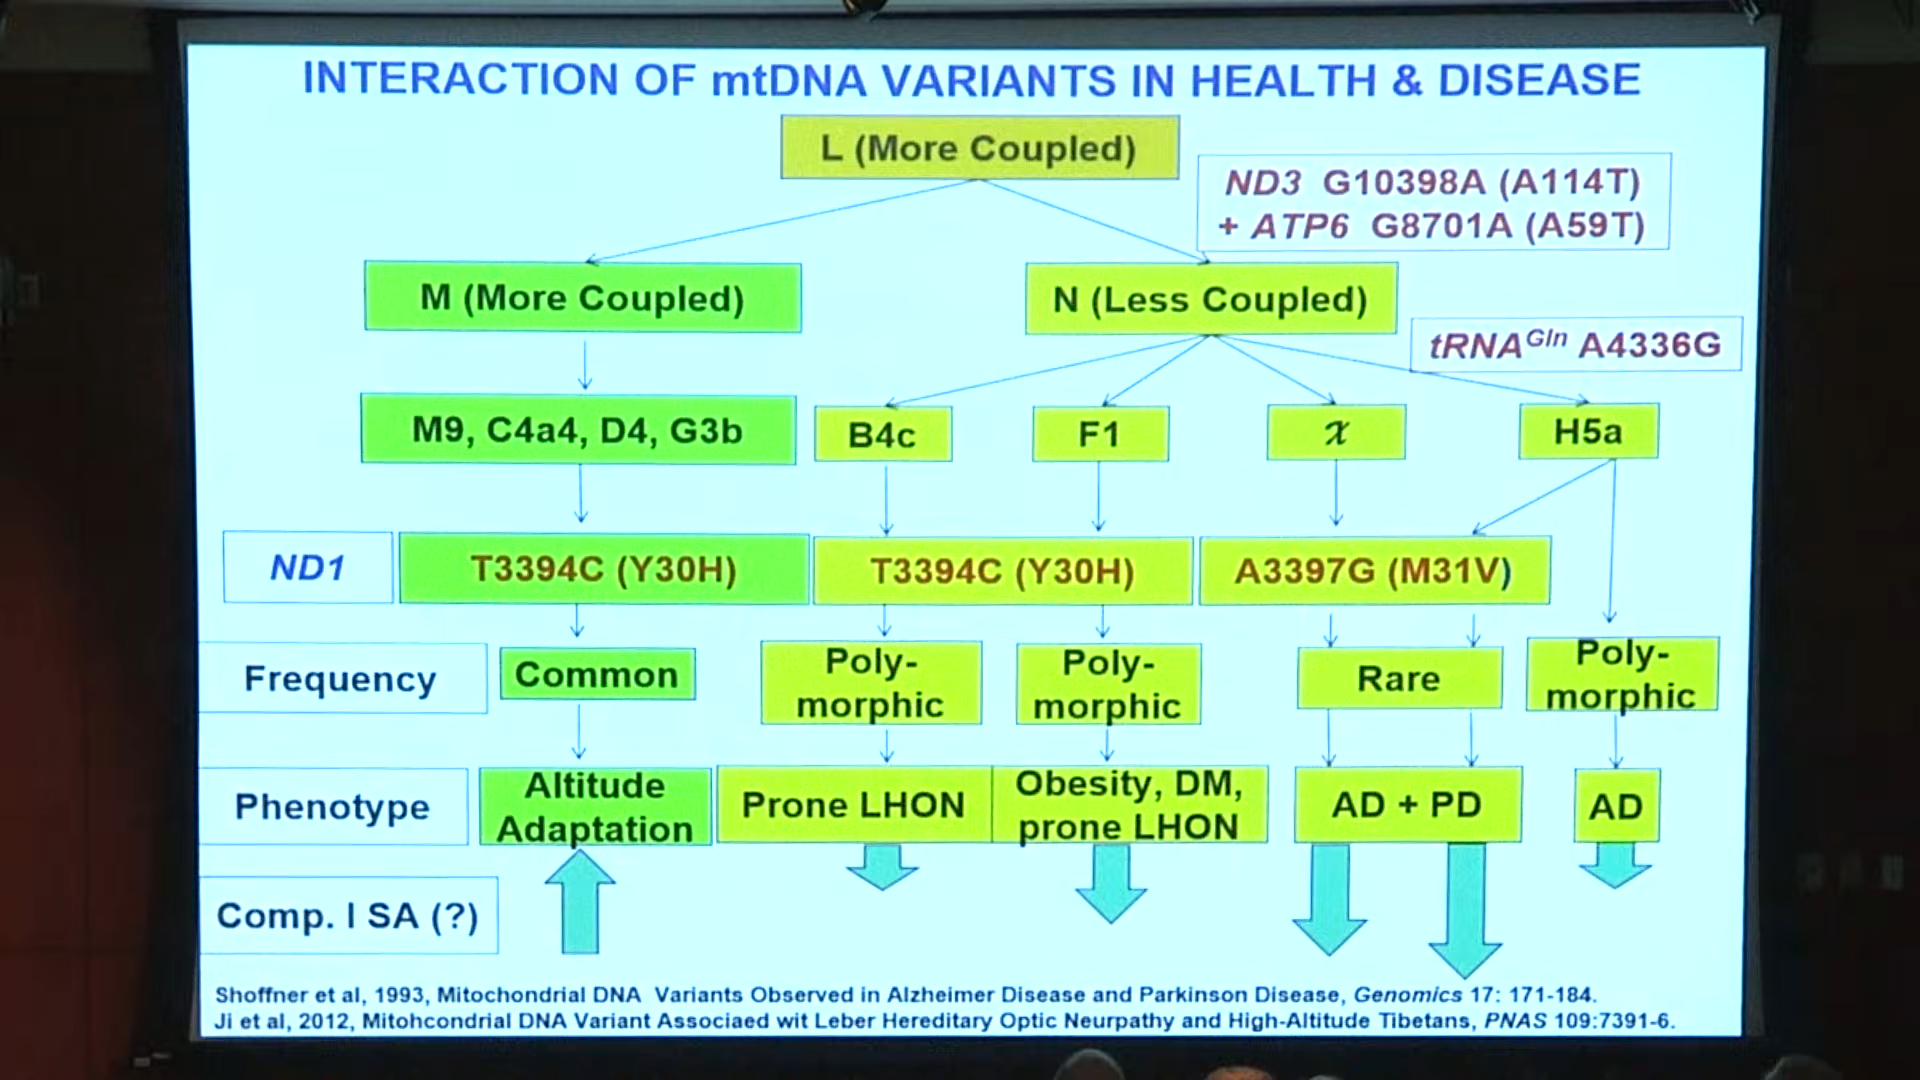 INTERACTION OF mtDNA VARIANTS IN HEALTH & DISEASE
L (More Coupled)
ND3 G10398A (A114T)
+ ATP6 G8701A (A59T)
M (More Coupled)
N (Less Coupled)
tRNAGln A4336G
M9, C4a4, D4, G3b
B4c
F1
𝓧
H5a
ND1
T3394C (Y30H)
T3394C (Y30H)
A3397G (M31V)
Frequency
Common
Poly-
morphic
Poly-
morphic
Rare
Poly-
morphic
Phenotype
Altitude
Adaptation
Prone LHON
Obesity, DM,
prone LHON
AD + PD
AD
Comp. I SA (?)
Shoffner et al, 1993, Mitochondrial DNA Variants Observed in Alzheimer Disease and Parkinson Disease, Genomics 17: 171-184.
Ji et al, 2012, Mitohcondrial DNA Variant Associaed wit Leber Hereditary Optic Neurpathy and High-Altitude Tibetans, PNAS 109:7391-6.